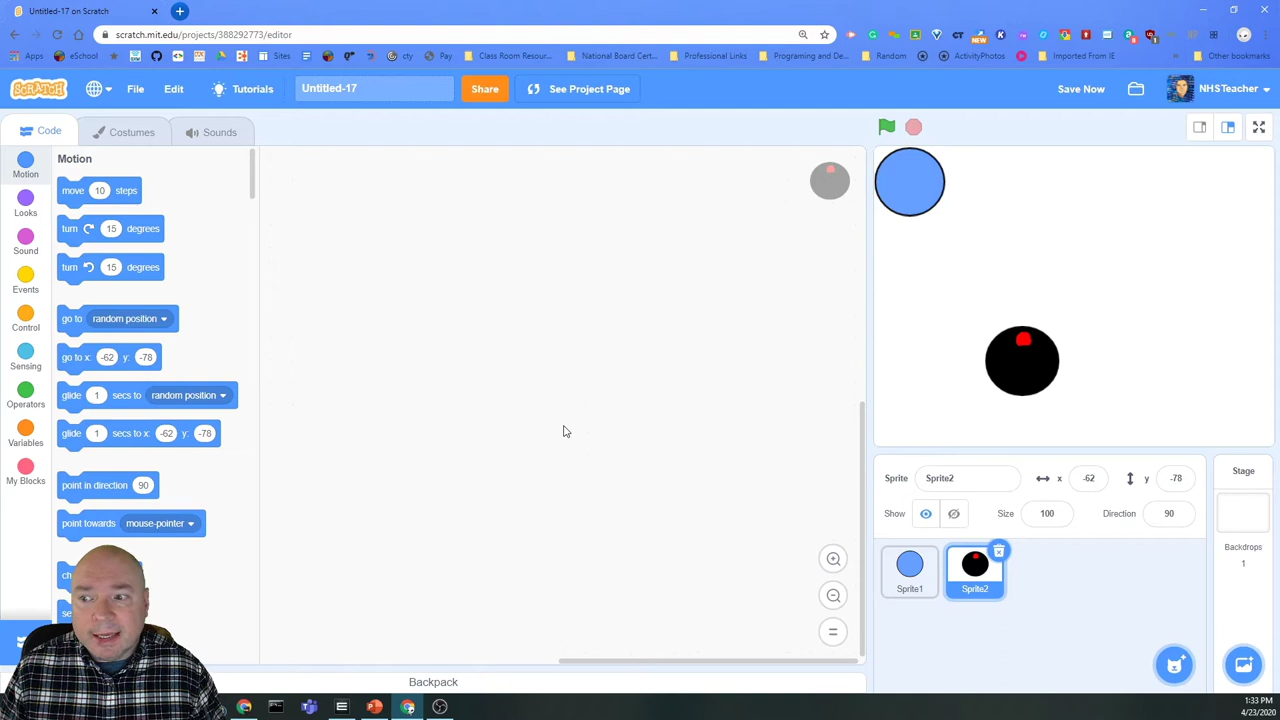 Untitled-17 on Scratch
scratch.mit.edu/projects/388292773/editor
Apps eSchool Sites cty Pay Class Room Resour... National Board Cert... Professional Links Programing and De... Random ActivityPhotos Imported From IE Other bookmarks
SCRATCH File Edit Tutorials Untitled-17 Share See Project Page Save Now NHSTeacher
Code Costumes Sounds
Motion
Motion
Looks
Sound
Events
Control
Sensing
Operators
Variables
My Blocks
move 10 steps
turn 15 degrees
turn 15 degrees
go to random position
go to x: -62 y: -78
glide 1 secs to random position
glide 1 secs to x: -62 y: -78
point in direction 90
point towards mouse-pointer
Sprite Sprite2 x -62 y -78
Show Size 100 Direction 90
Sprite1 Sprite2
Stage
Backdrops
1
Backpack
1:33 PM
4/23/2020